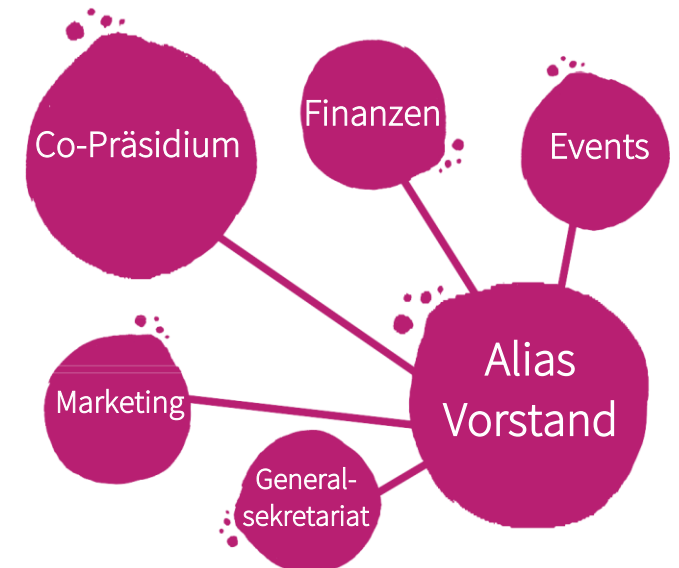 Co-Präsidium
Finanzen
Events
Alias
Vorstand
Marketing
General-
sekretariat